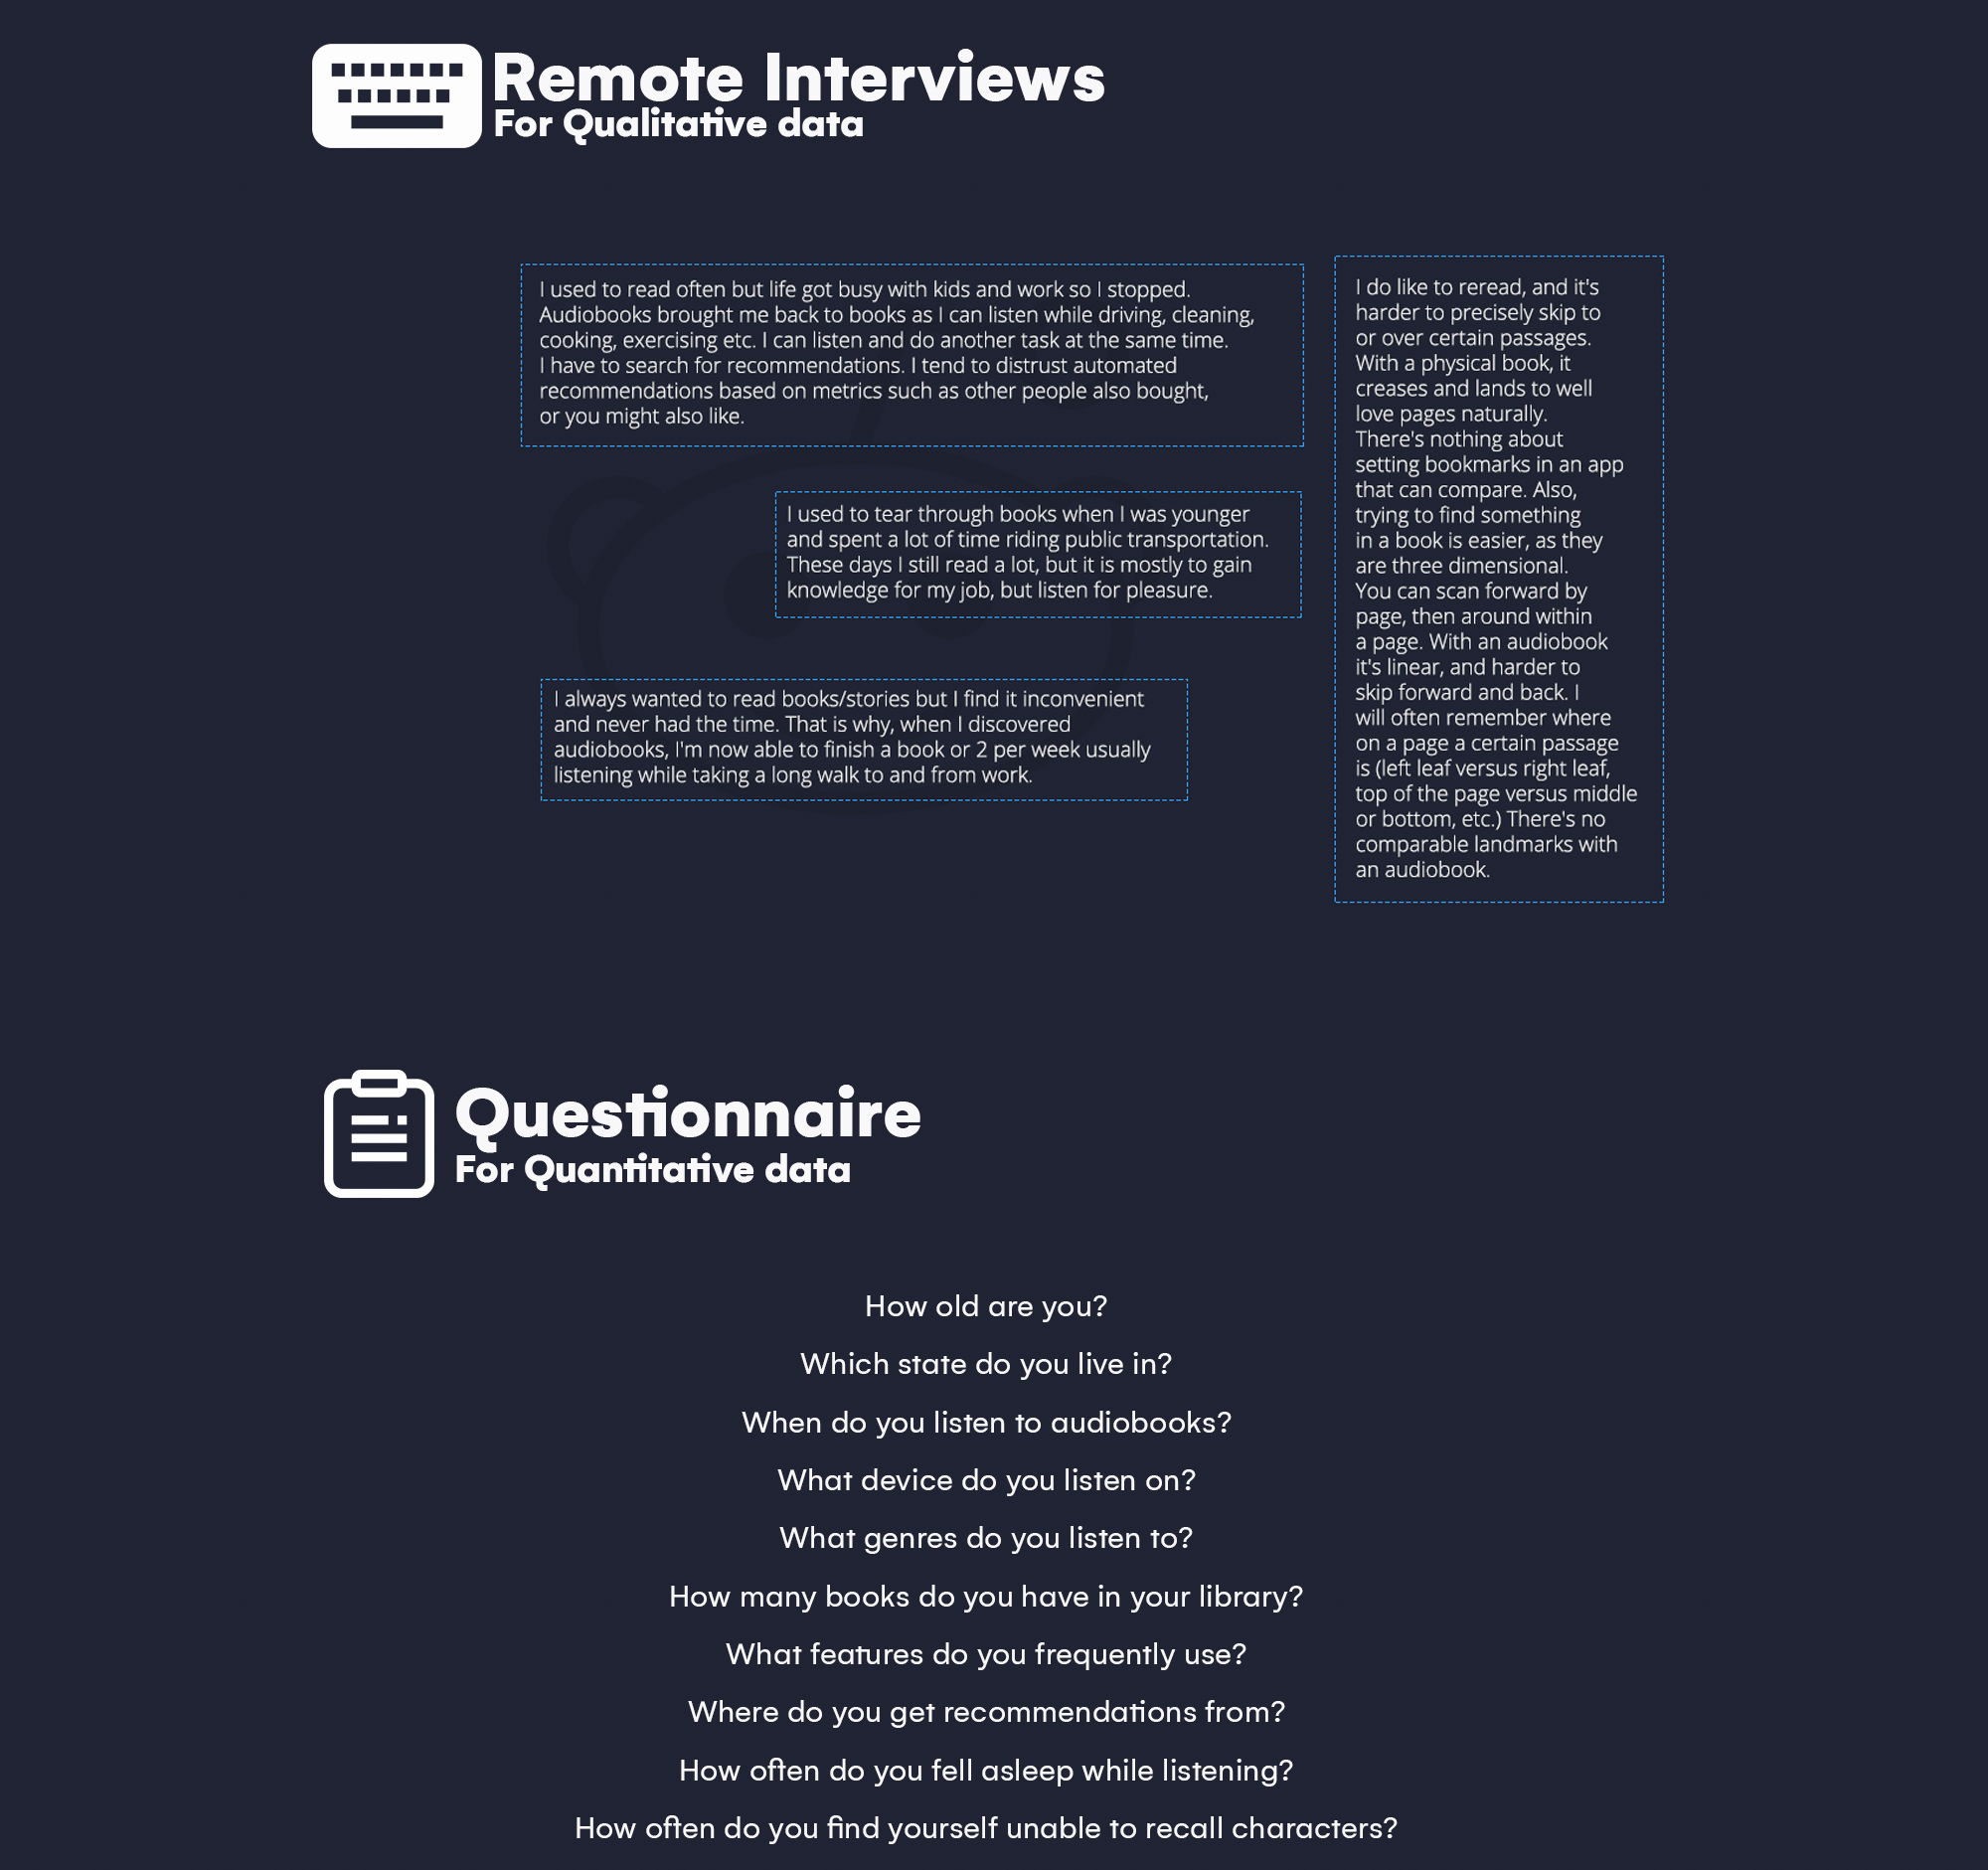 Remote Interviews
For Qualitative data
I used to read often but life got busy with kids and work so I stopped.
Audiobooks brought me back to books as I can listen while driving, cleaning,
cooking, exercising etc. I can listen and do another task at the same time.
I have to search for recommendations. I tend to distrust automated
recommendations based on metrics such as other people also bought,
or you might also like.
I used to tear through books when I was younger
and spent a lot of time riding public transportation.
These days I still read a lot, but it is mostly to gain
knowledge for my job, but listen for pleasure.
I always wanted to read books/stories but I find it inconvenient
and never had the time. That is why, when I discovered
audiobooks, I'm now able to finish a book or 2 per week usually
listening while taking a long walk to and from work.
I do like to reread, and it's
harder to precisely skip to
or over certain passages.
With a physical book, it
creases and lands to well
love pages naturally.
There's nothing about
setting bookmarks in an app
that can compare. Also,
trying to find something
in a book is easier, as they
are three dimensional.
You can scan forward by
page, then around within
a page. With an audiobook
it's linear, and harder to
skip forward and back. I
will often remember where
on a page a certain passage
is (left leaf versus right leaf,
top of the page versus middle
or bottom, etc.) There's no
comparable landmarks with
an audiobook.
Questionnaire
For Quantitative data
How old are you?
Which state do you live in?
When do you listen to audiobooks?
What device do you listen on?
What genres do you listen to?
How many books do you have in your library?
What features do you frequently use?
Where do you get recommendations from?
How often do you fell asleep while listening?
How often do you find yourself unable to recall characters?